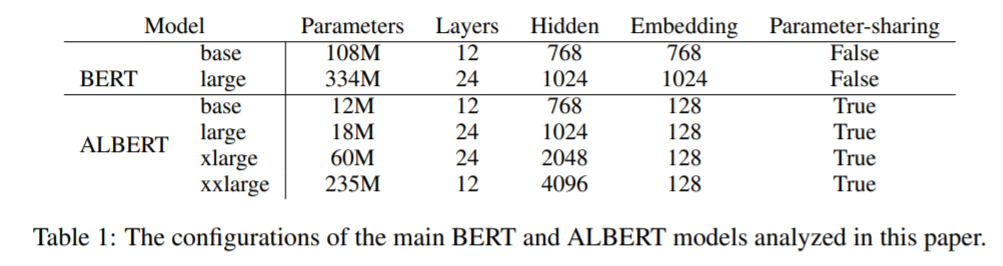 Model Parameters Layers Hidden Embedding Parameter-sharing
base 108M 12 768 768 False
BERT large 334M 24 1024 1024 False
base 12M 12 768 128 True
large 18M 24 1024 128 True
ALBERT
xlarge 60M 24 2048 128 True
xxlarge 235M 12 4096 128 True
Table 1: The configurations of the main BERT and ALBERT models analyzed in this paper.